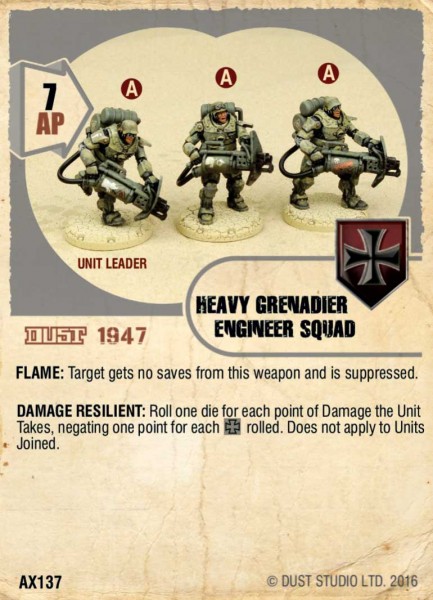 7
AP
A
A
A
UNIT LEADER
HEAVY GRENADIER
ENGINEER SQUAD
DUST 1947
FLAME: Target gets no saves from this weapon and is suppressed.
DAMAGE RESILIENT: Roll one die for each point of Damage the Unit
Takes, negating one point for each rolled. Does not apply to Units
Joined.
AX137
© DUST STUDIO LTD. 2016